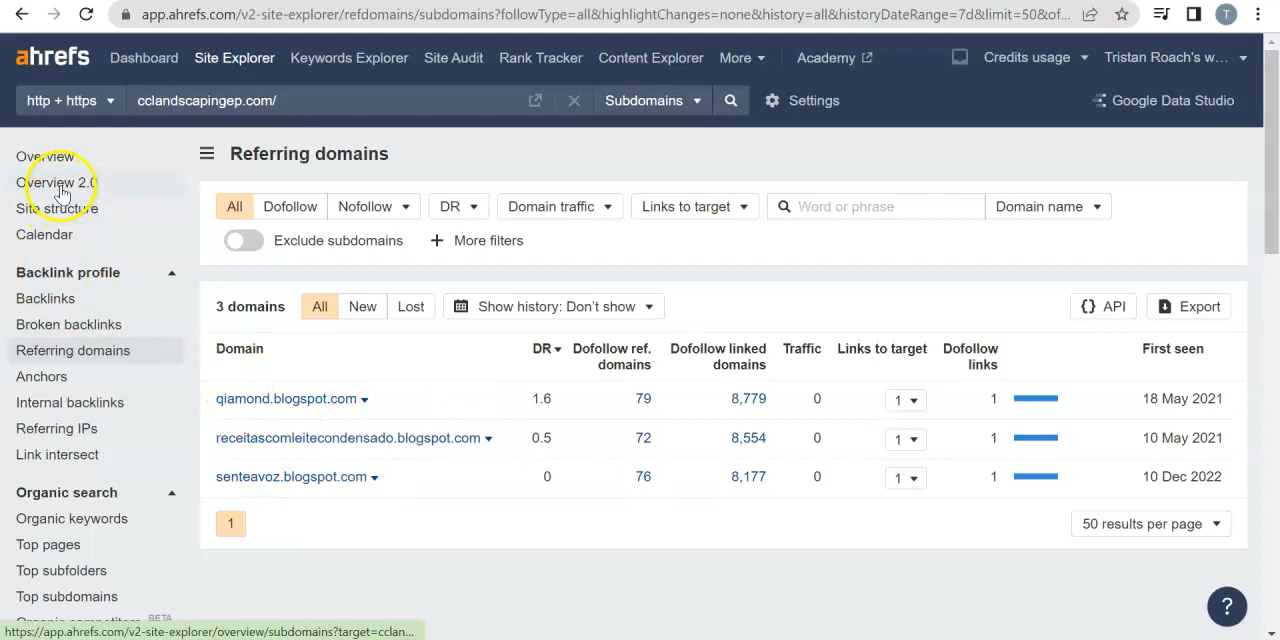 app.ahrefs.com/v2-site-explorer/refdomains/subdomains?followType=all&highlightChanges=none&history=all&historyDateRange=7d&limit=50&of...
T
ahrefs Dashboard Site Explorer Keywords Explorer Site Audit Rank Tracker Content Explorer More Academy Credits usage Tristan Roach's w...
http + https cclandscapingep.com/ Subdomains Settings Google Data Studio
Overview
Overview 2.0
Site structure
Calendar
Backlink profile
Backlinks
Broken backlinks
Referring domains
Anchors
Internal backlinks
Referring IPs
Link intersect
Organic search
Organic keywords
Top pages
Top subfolders
Top subdomains
Organic competitors BETA
Referring domains
All Dofollow Nofollow DR Domain traffic Links to target Word or phrase Domain name
Exclude subdomains + More filters
3 domains All New Lost Show history: Don't show {} API Export
Domain DR Dofollow ref. domains Dofollow linked domains Traffic Links to target Dofollow links First seen
qiamond.blogspot.com 1.6 79 8,779 0 1 1 18 May 2021
receitascomleitecondensado.blogspot.com 0.5 72 8,554 0 1 1 10 May 2021
senteavoz.blogspot.com 0 76 8,177 0 1 1 10 Dec 2022
1 50 results per page
?
https://app.ahrefs.com/v2-site-explorer/overview/subdomains?target=cclan...